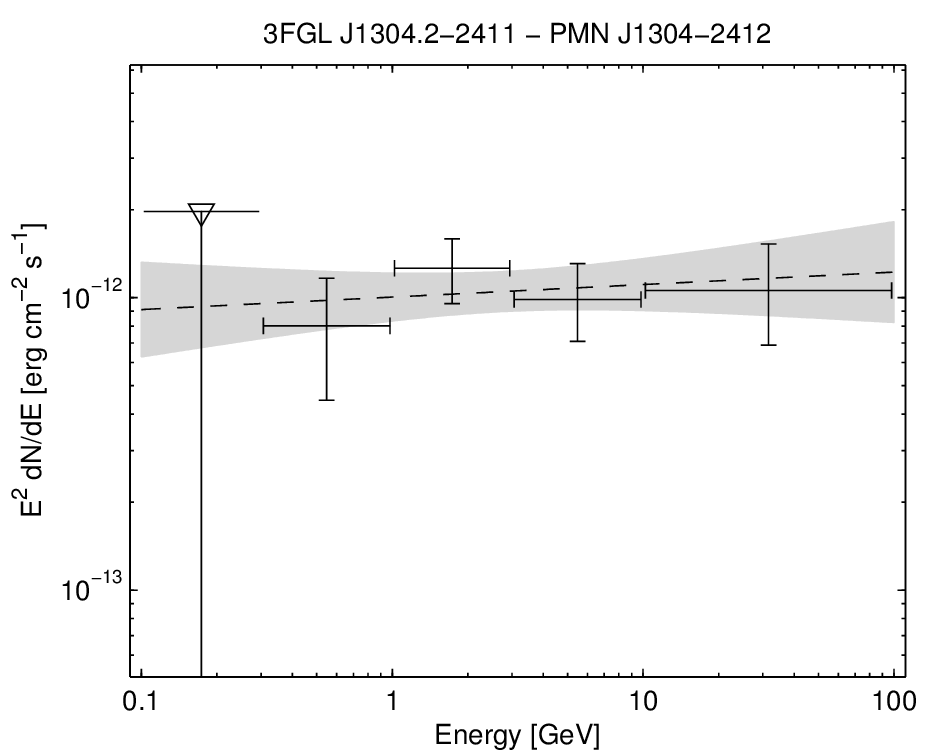 3FGL J1304.2−2411 − PMN J1304−2412
E² dN/dE [erg cm⁻² s⁻¹]
10⁻¹²
10⁻¹³
0.1 1 10 100
Energy [GeV]